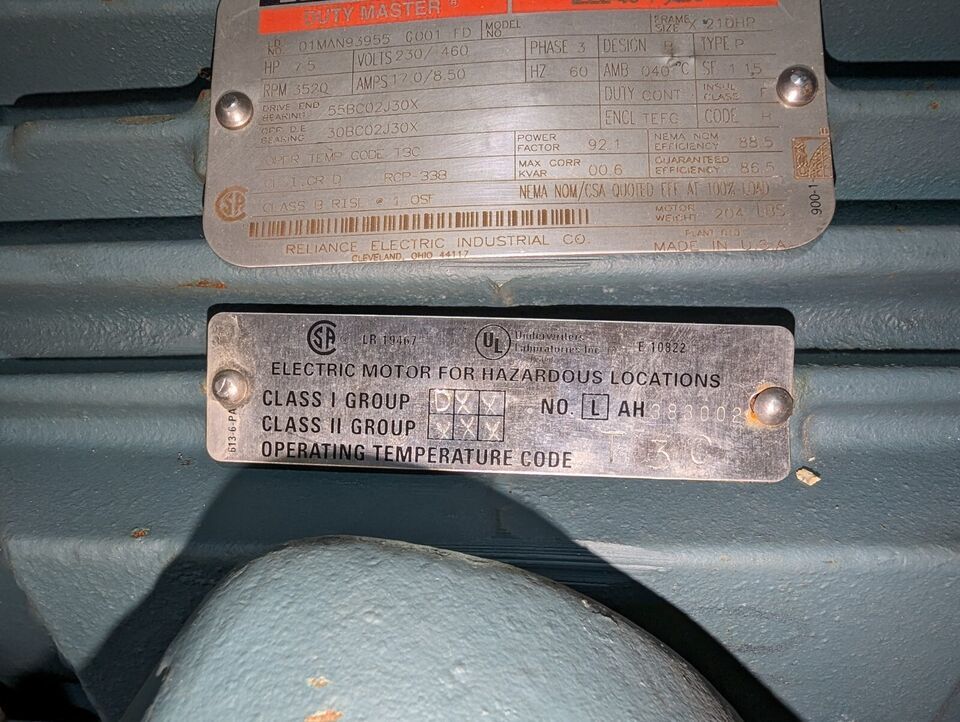 DUTY MASTER ®
I.D. NO. 01MAN93955 G001 FD MODEL NO. FRAME SIZE X 210HP
HP 7.5 VOLTS 230/460 PHASE 3 DESIGN B TYPE P
RPM 3520 AMPS 17.0/8.50 HZ 60 AMB 040°C SF 1.15
DRIVE END BEARING 55BC02J30X DUTY CONT INSUL CLASS F
OPP D.E. BEARING 30BC02J30X ENCL TEFC CODE H
OPER TEMP CODE T3C POWER FACTOR 92.1 NEMA NOM EFFICIENCY 88.5
CL I, GR D RCP-338 MAX CORR KVAR 00.6 GUARANTEED EFFICIENCY 86.5
CLASS B RISE @ 1.0SF NEMA NOM/CSA QUOTED EFF AT 100% LOAD
MOTOR WEIGHT 204 LBS
RELIANCE ELECTRIC INDUSTRIAL CO. MADE IN U.S.A
CLEVELAND, OHIO 44117
900-1
SA LR 19467 UL Underwriters Laboratories Inc. E 10822
ELECTRIC MOTOR FOR HAZARDOUS LOCATIONS
CLASS I GROUP D X X NO. L AH 383002
CLASS II GROUP X X X
OPERATING TEMPERATURE CODE T3C
613-6-PA